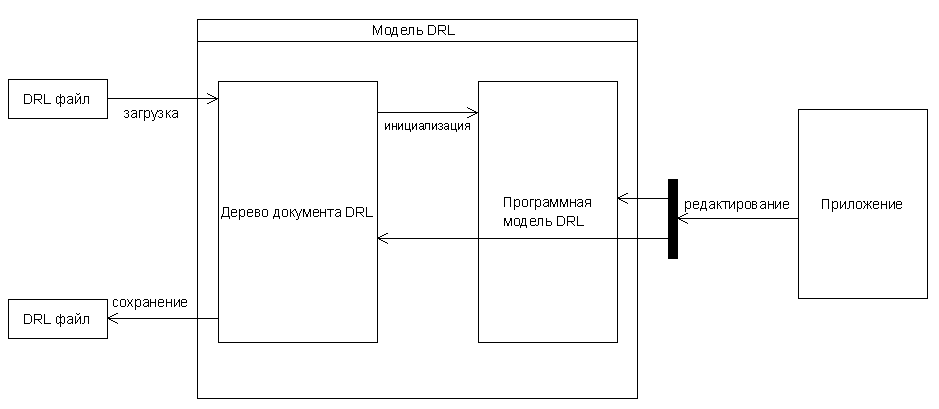 Модель DRL
DRL файл
загрузка
инициализация
Дерево документа DRL
Программная
модель DRL
редактирование
Приложение
сохранение
DRL файл